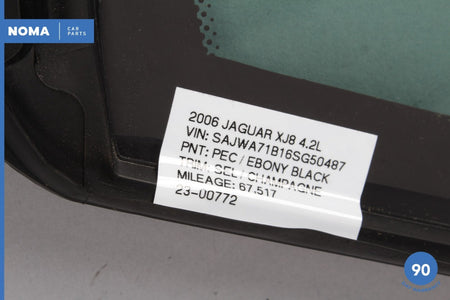 NOMA CAR PARTS
2006 JAGUAR XJ8 4.2L
VIN: SAJWA71B16SG50487
PNT: PEC / EBONY BLACK
TRIM: SEL / CHAMPAGNE
MILEAGE: 67,517
23-00772
90